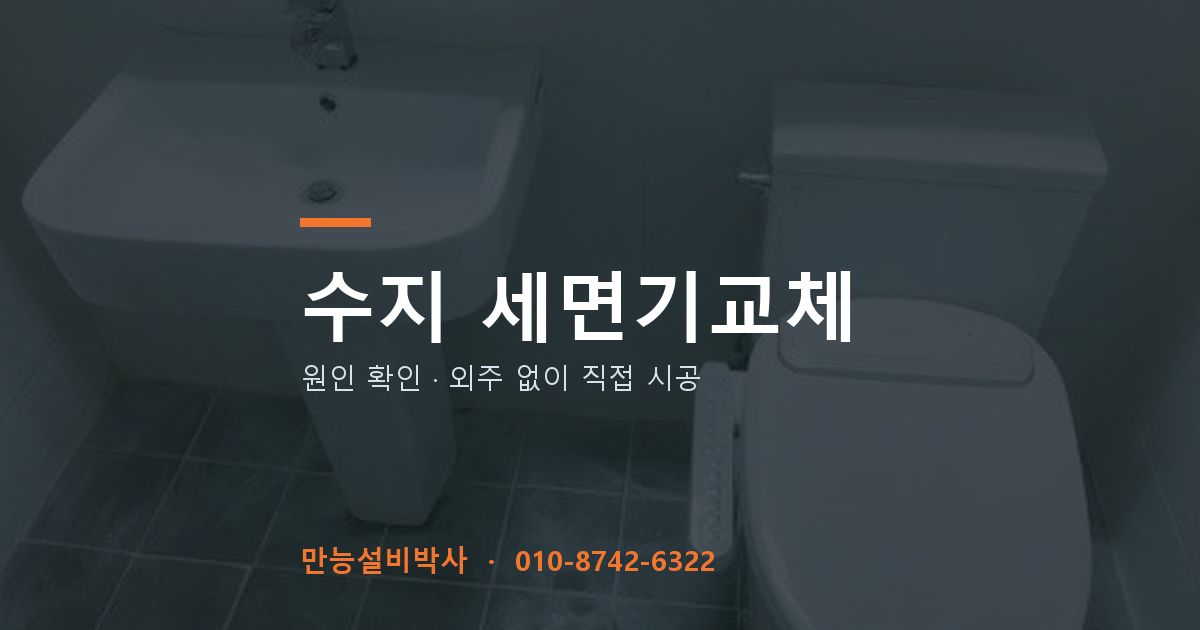 수지 세면기교체
원인 확인 · 외주 없이 직접 시공
만능설비박사 · 010-8742-6322